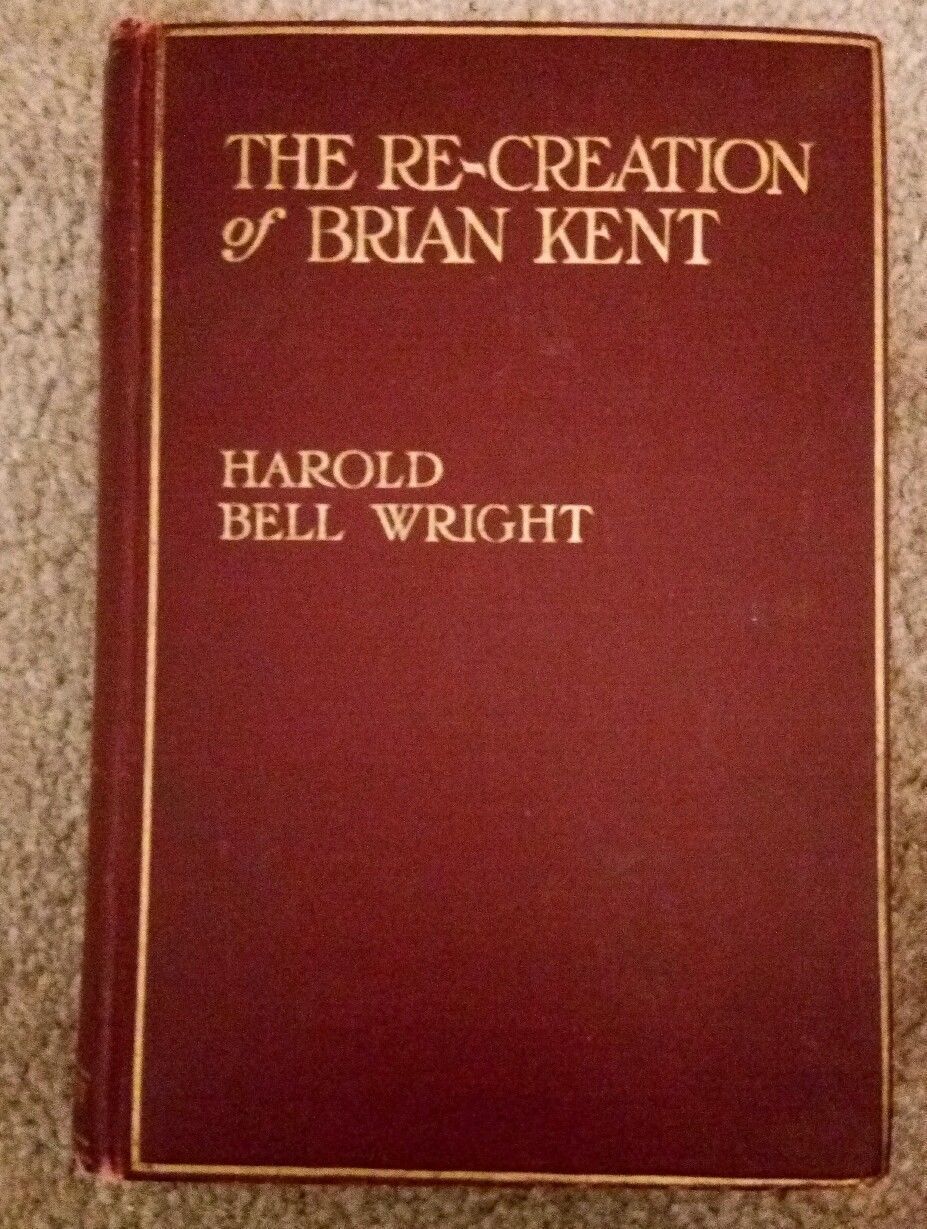 THE RE-CREATION
of BRIAN KENT
HAROLD
BELL WRIGHT